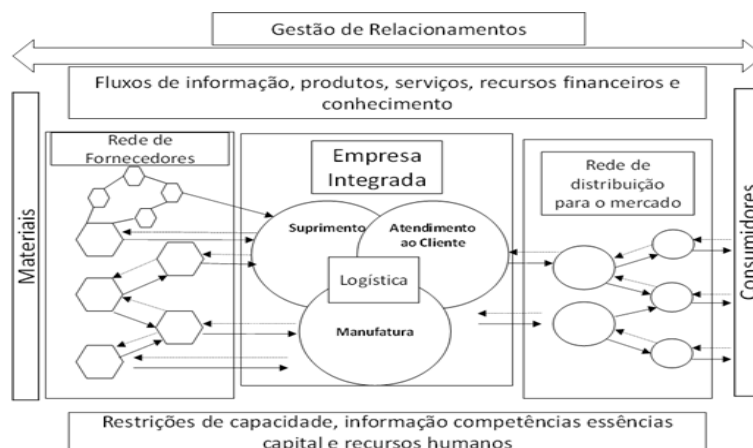 Gestão de Relacionamentos
Fluxos de informação, produtos, serviços, recursos financeiros e
conhecimento
Materiais
Rede de
Fornecedores
Empresa
Integrada
Suprimento
Atendimento
ao Cliente
Logística
Manufatura
Rede de
distribuição
para o mercado
Consumidores
Restrições de capacidade, informação competências essências
capital e recursos humanos